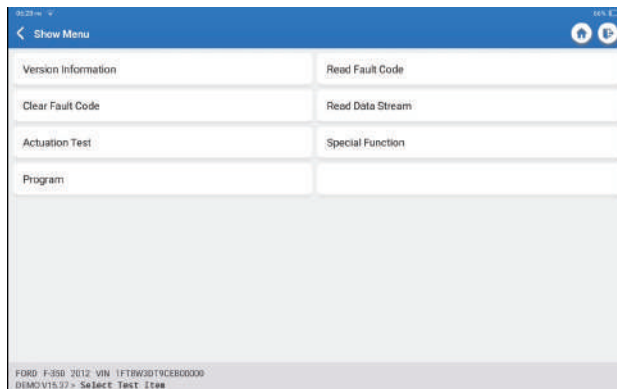 Show Menu
Version Information
Read Fault Code
Clear Fault Code
Read Data Stream
Actuation Test
Special Function
Program
FORD F-350 2012 VIN
DEMO V15.37 > Select Test Item